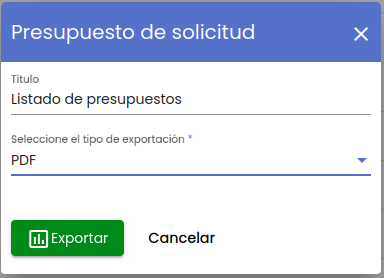 Presupuesto de solicitud
Título
Listado de presupuestos
Seleccione el tipo de exportación *
PDF
Exportar
Cancelar